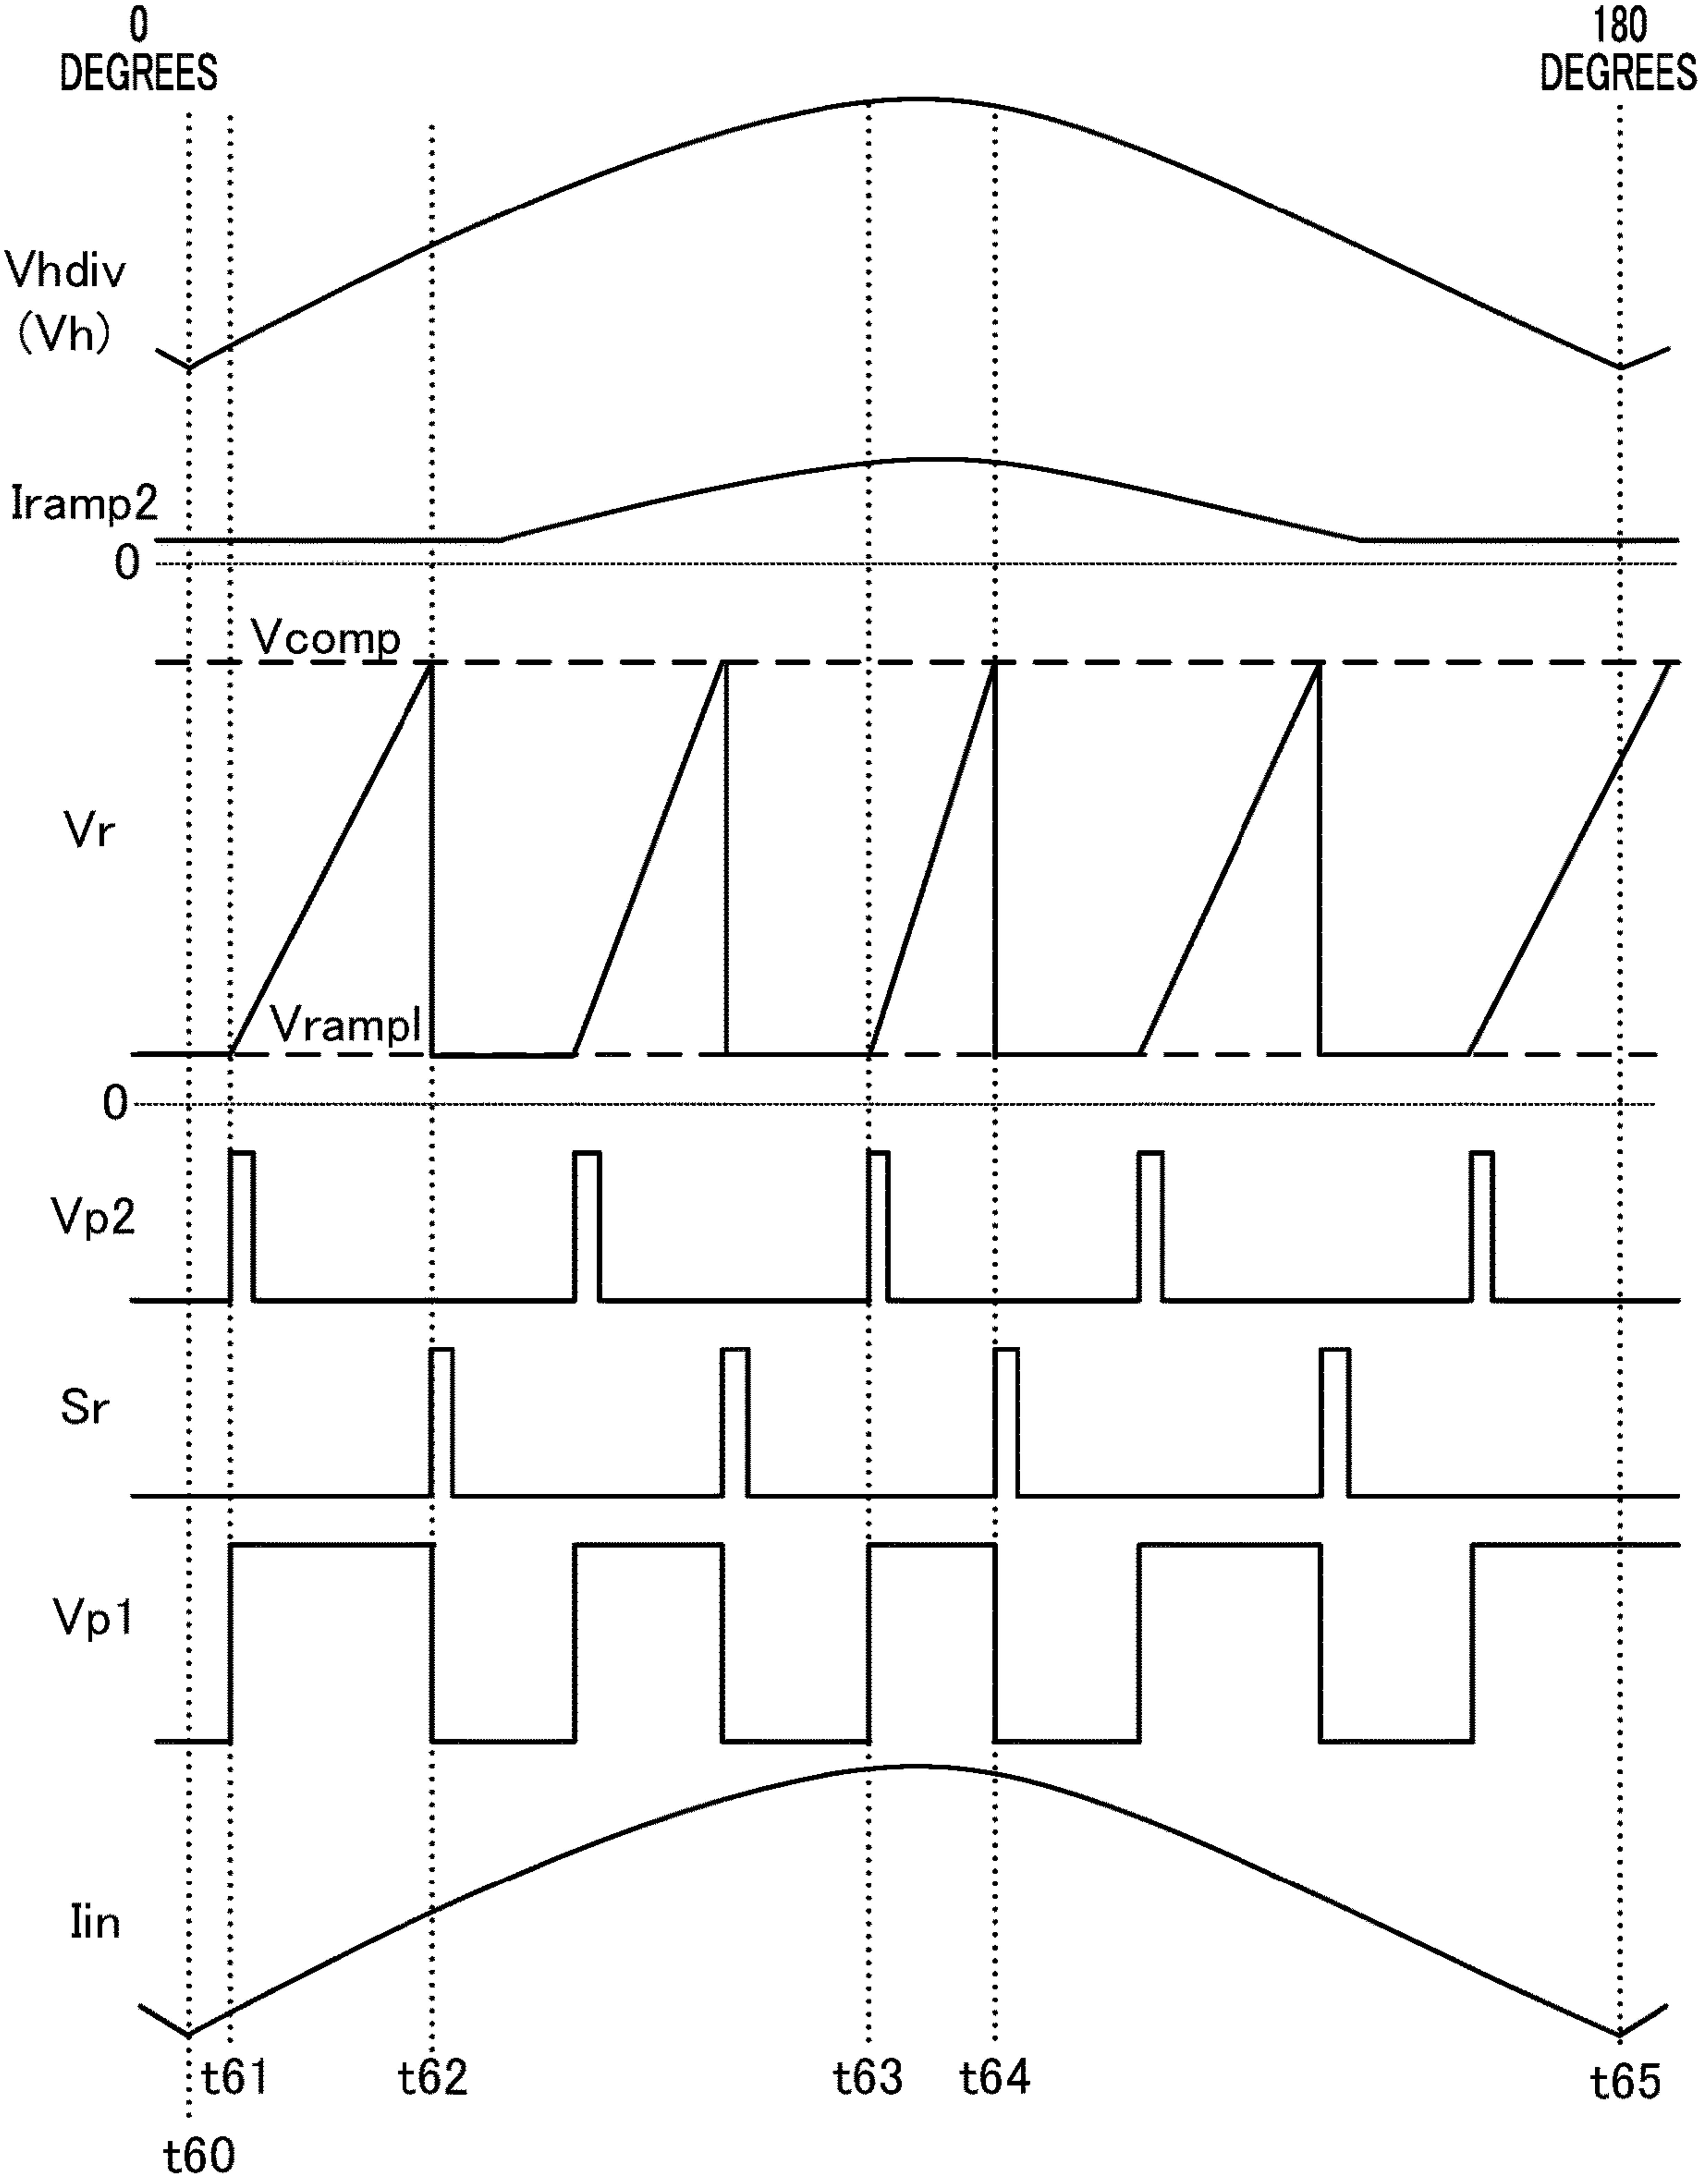 0
DEGREES
180
DEGREES
Vhdiv
(Vh)
Iramp2
0
Vcomp
Vr
Vrampl
0
Vp2
Sr
Vp1
Iin
t61
t62
t63
t64
t65
t60